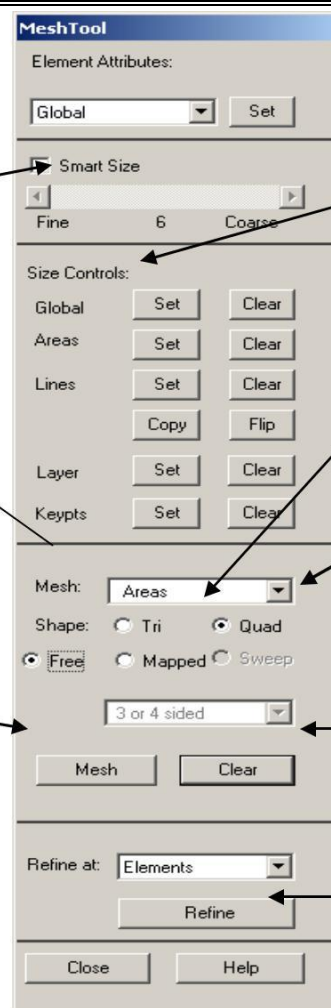 MeshTool
Element Attributes:
Global Set
Smart Size
Fine 6 Coarse
Size Controls:
Global Set Clear
Areas Set Clear
Lines Set Clear
Copy Flip
Layer Set Clear
Keypts Set Clear
Mesh: Areas
Shape: Tri Quad
Free Mapped Sweep
3 or 4 sided
Mesh Clear
Refine at: Elements
Refine
Close Help